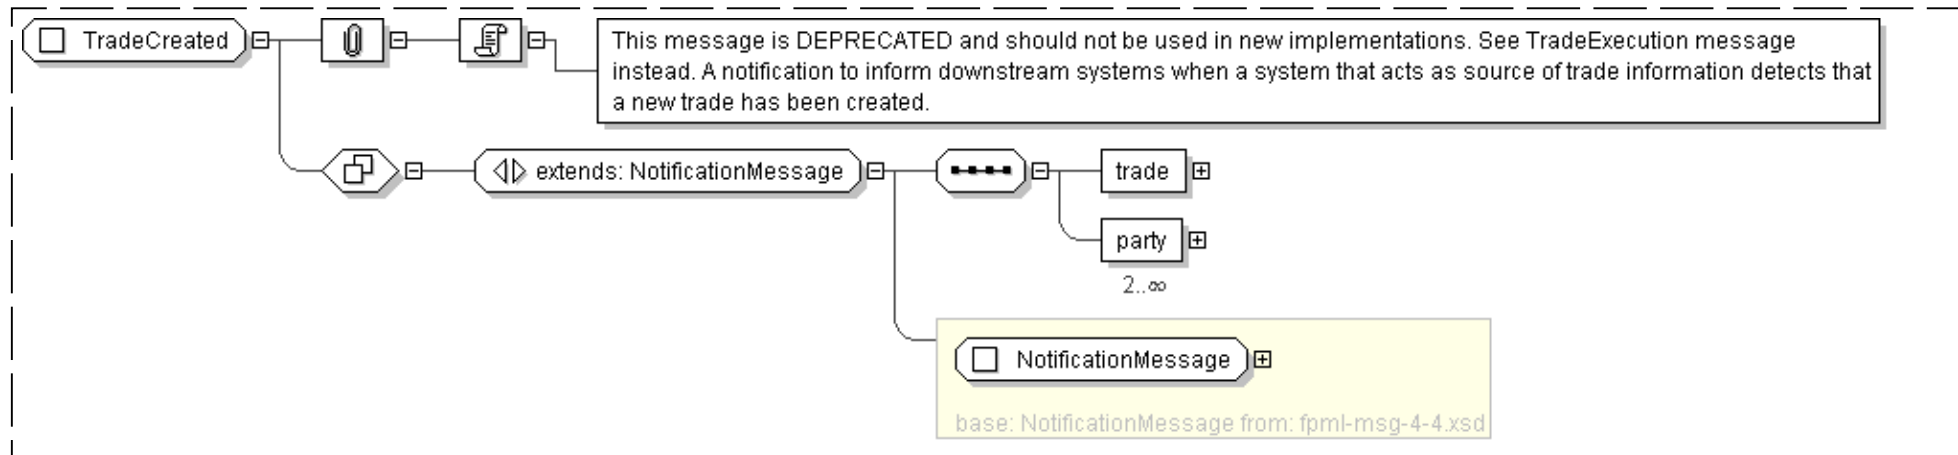 TradeCreated
This message is DEPRECATED and should not be used in new implementations. See TradeExecution message
instead. A notification to inform downstream systems when a system that acts as source of trade information detects that
a new trade has been created.
extends: NotificationMessage
trade
party
2..∞
NotificationMessage
base: NotificationMessage from: fpml-msg-4-4.xsd